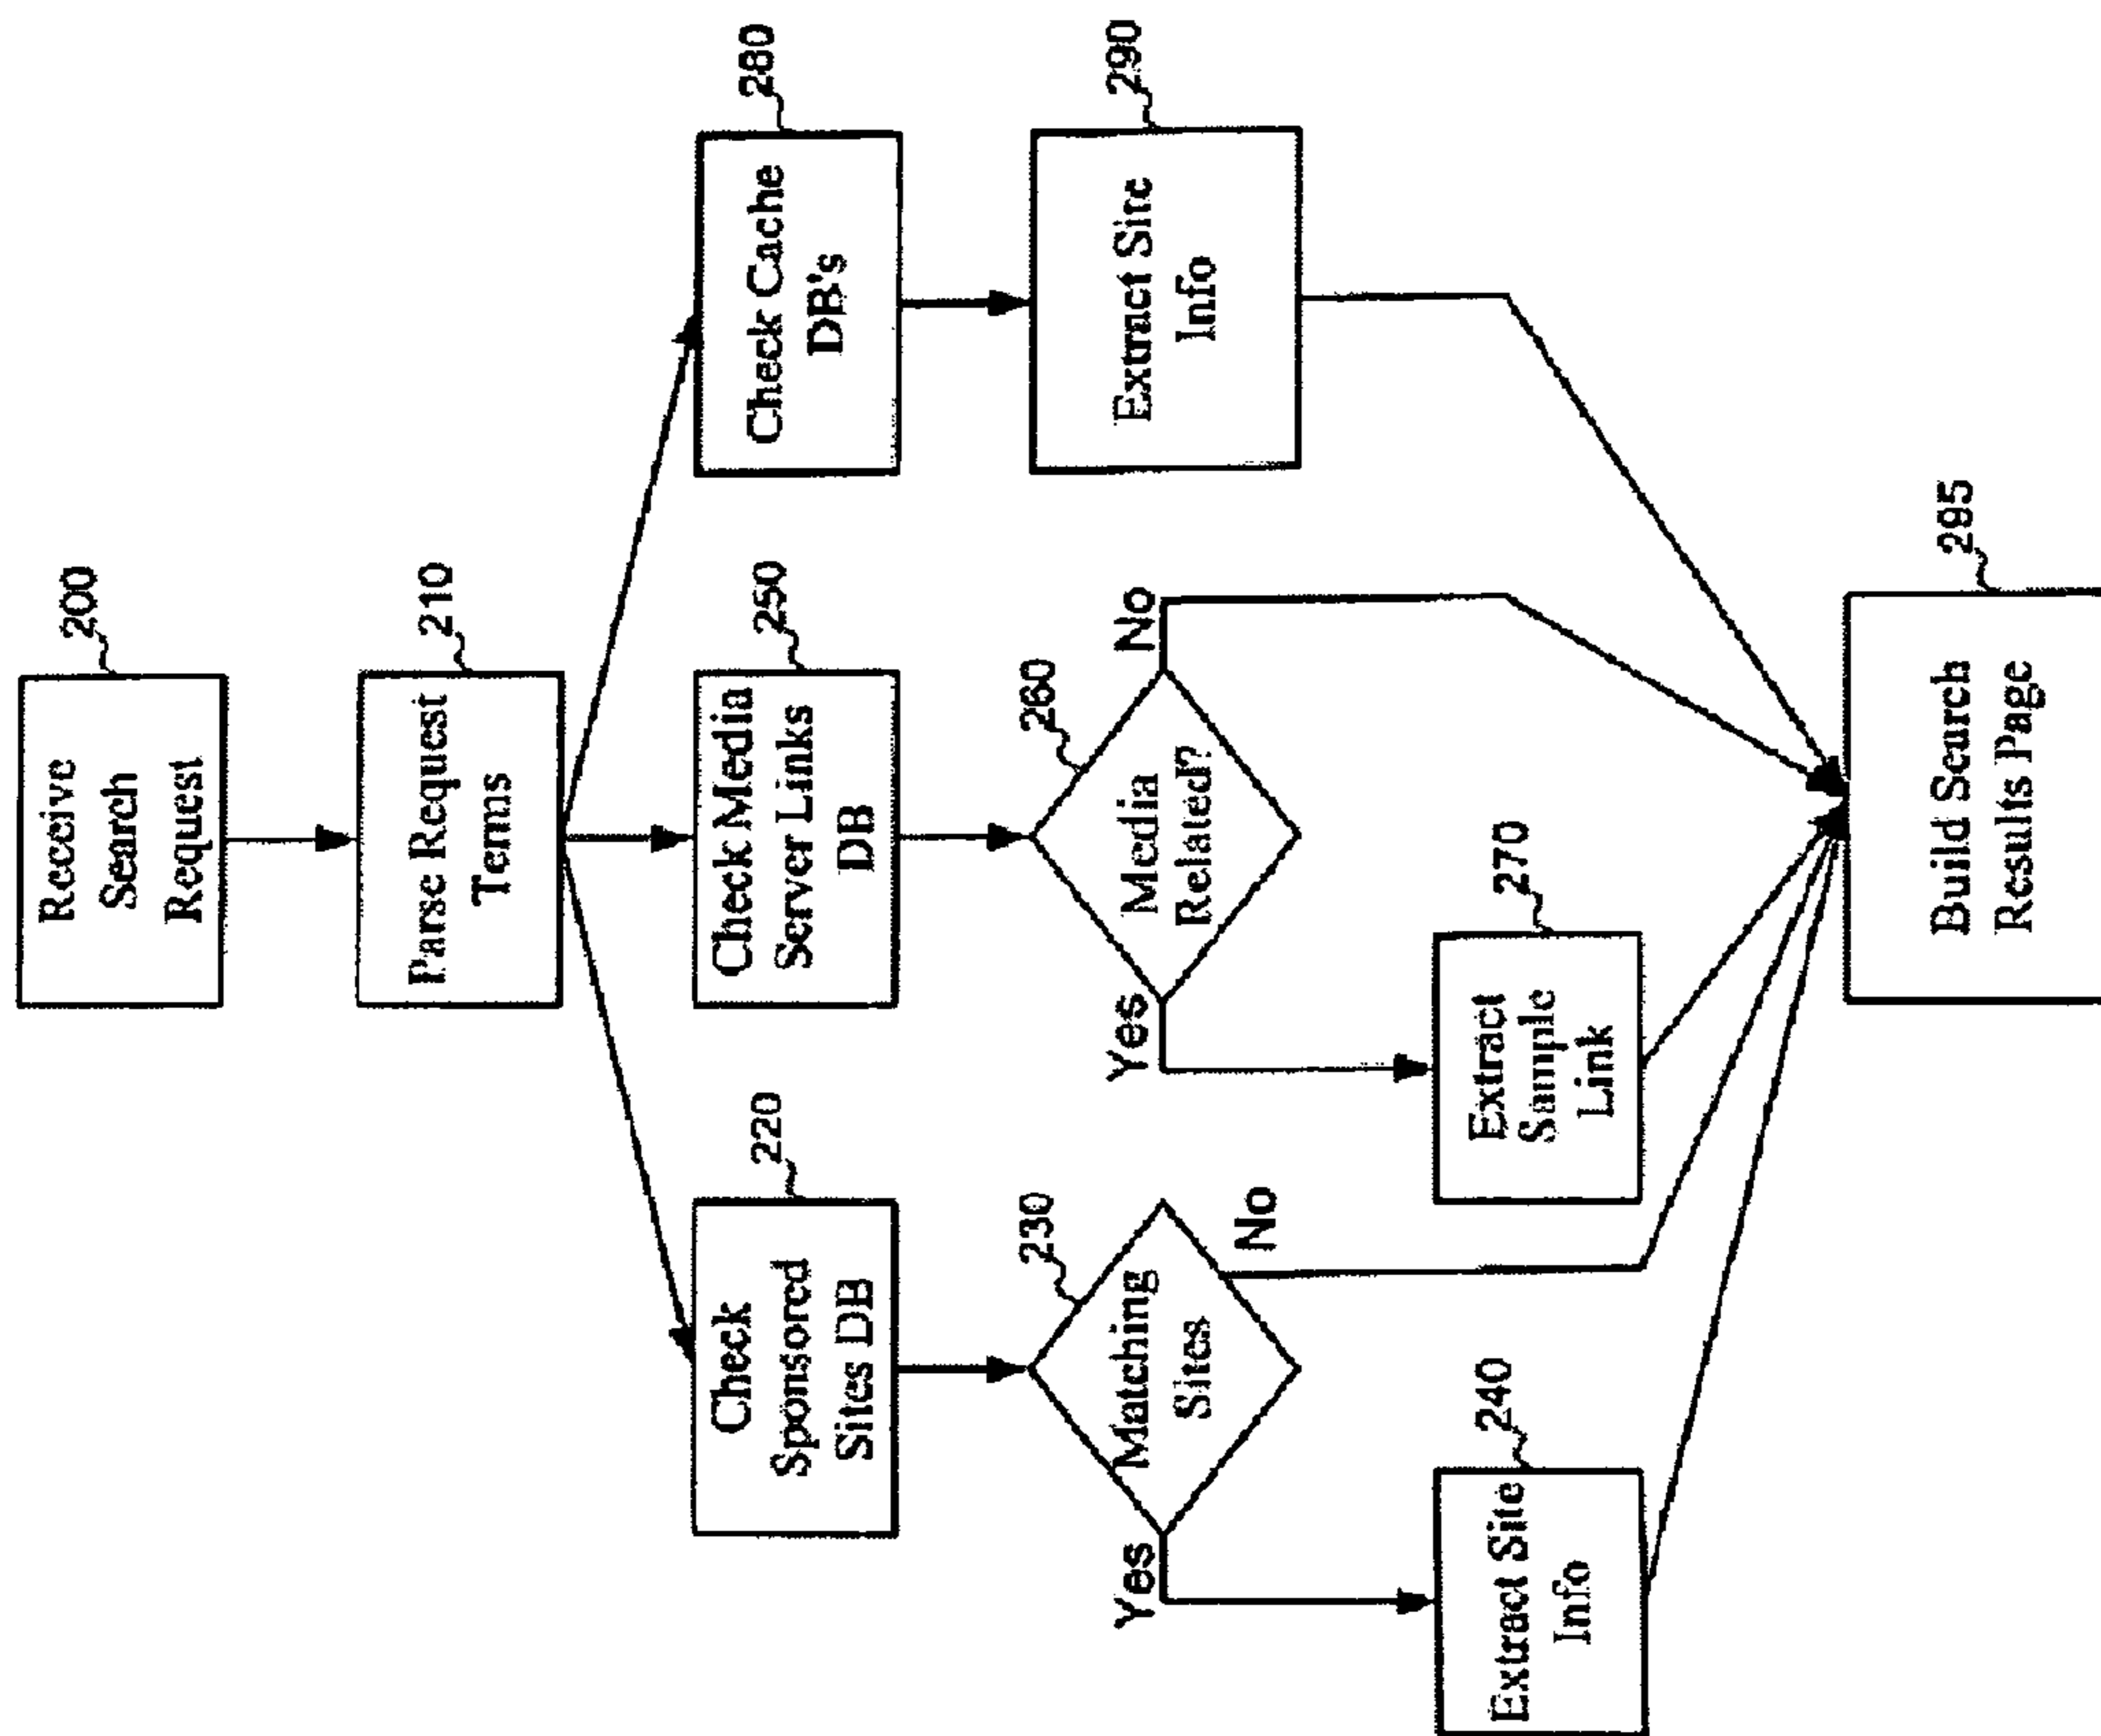 Receive
Search
Request
200
Parse Request
Terms
210
Check
Sponsored
Sites DB
220
Check Media
Server Links
DB
250
Check Cache
DB's
280
Matching
Sites
230
Yes
No
Media
Related?
260
Yes
No
Extract Site
Info
290
Extract Site
Info
240
Extract
Sample
Link
270
Build Search
Results Page
295